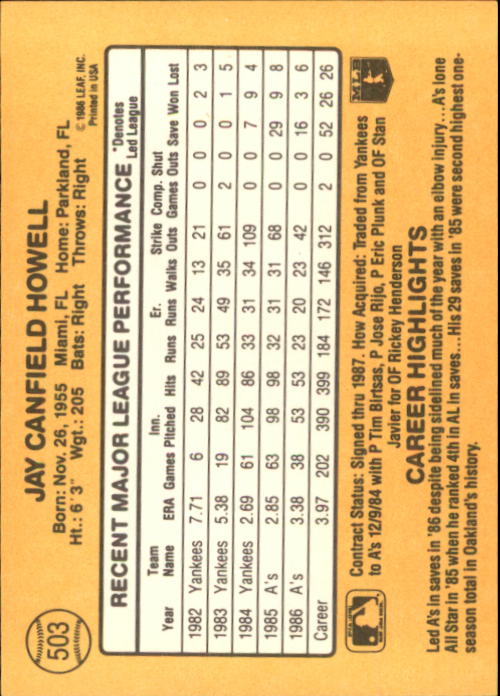 503
JAY CANFIELD HOWELL
Born: Nov. 26, 1955 Miami, FL Home: Parkland, FL
Ht.: 6'3" Wgt.: 205 Bats: Right Throws: Right
© 1986 LEAF, INC.
Printed in USA
RECENT MAJOR LEAGUE PERFORMANCE *Denotes Led League
Year Team Name ERA Games Inn. Pitched Hits Runs Er. Runs Walks Strike Outs Comp. Games Shut Outs Save Won Lost
1982 Yankees 7.71 6 28 42 25 24 13 21 0 0 0 2 3
1983 Yankees 5.38 19 82 89 53 49 35 61 2 0 0 1 5
1984 Yankees 2.69 61 104 86 33 31 34 109 0 0 7 9 4
1985 A's 2.85 63 98 98 32 31 31 68 0 0 29 9 8
1986 A's 3.38 38 53 53 23 20 23 42 0 0 16 3 6
Career 3.97 202 390 399 184 172 146 312 2 0 52 26 26
Contract Status: Signed thru 1987. How Acquired: Traded from Yankees
to A's 12/9/84 with P Tim Birtsas, P Jose Rijo, P Eric Plunk and OF Stan
Javier for OF Rickey Henderson
MLB
CAREER HIGHLIGHTS
Led A's in saves in '86 despite being sidelined much of the year with an elbow injury...A's lone
All Star in '85 when he ranked 4th in AL in saves...His 29 saves in '85 were second highest one-
season total in Oakland's history.